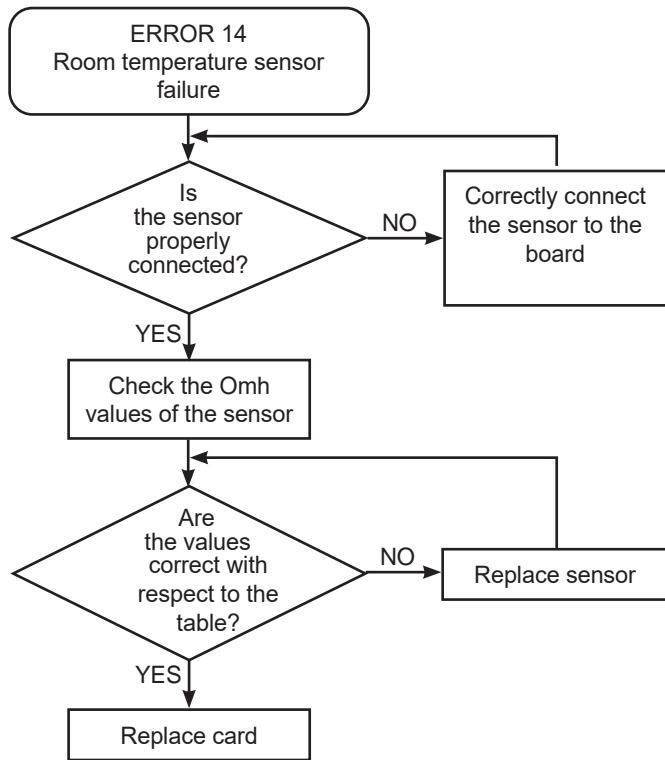 ERROR 14
Room temperature sensor
failure
Is
the sensor
properly
connected?
NO
Correctly connect
the sensor to the
board
YES
Check the Omh
values of the sensor
Are
the values
correct with
respect to the
table?
NO
Replace sensor
YES
Replace card